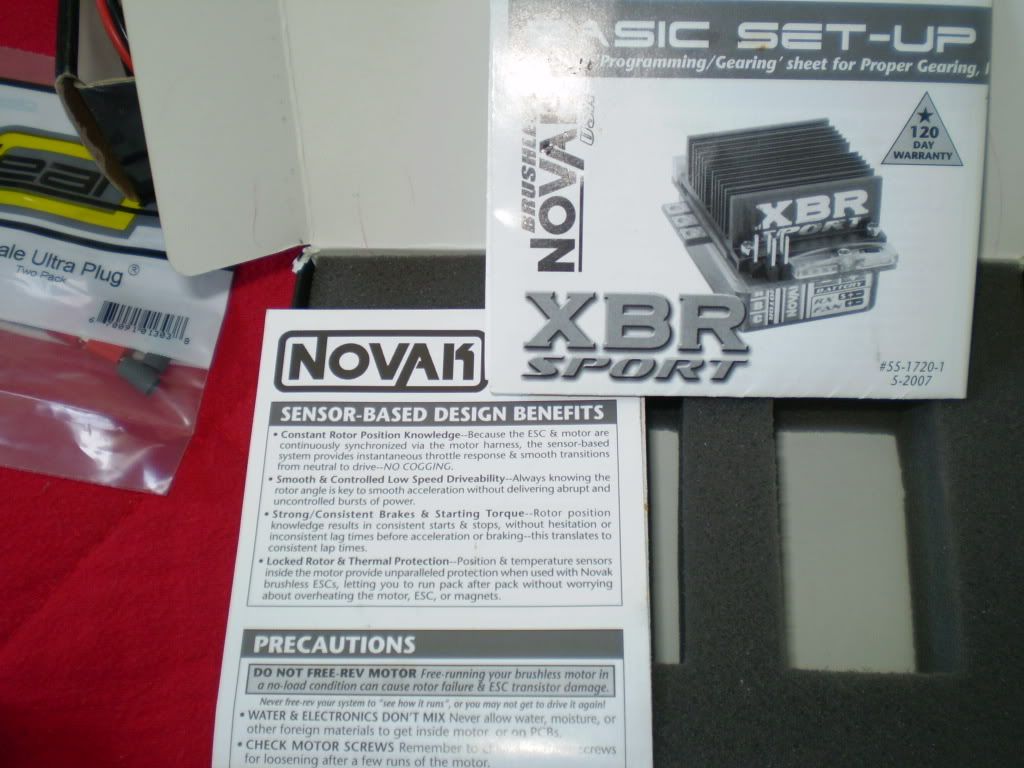 BASIC SET-UP
'Programming/Gearing' sheet for Proper Gearing,
120
DAY
WARRANTY
BRUSHLESS
NOVAK
XBR
SPORT
NOVAK
BATTERY
RX
FAN
XBR
SPORT
#55-1720-1
5-2007
ale Ultra Plug®
Two Pack
NOVAK
SENSOR-BASED DESIGN BENEFITS
• Constant Rotor Position Knowledge--Because the ESC & motor are
continuously synchronized via the motor harness, the sensor-based
system provides instantaneous throttle response & smooth transitions
from neutral to drive--NO COGGING.
• Smooth & Controlled Low Speed Driveability--Always knowing the
rotor angle is key to smooth acceleration without delivering abrupt and
uncontrolled bursts of power.
• Strong/Consistent Brakes & Starting Torque--Rotor position
knowledge results in consistent starts & stops, without hesitation or
inconsistent lag times before acceleration or braking--this translates to
consistent lap times.
• Locked Rotor & Thermal Protection--Position & temperature sensors
inside the motor provide unparalleled protection when used with Novak
brushless ESCs, letting you to run pack after pack without worrying
about overheating the motor, ESC, or magnets.
PRECAUTIONS
DO NOT FREE-REV MOTOR Free-running your brushless motor in
a no-load condition can cause rotor failure & ESC transistor damage.
Never free-rev your system to "see how it runs", or you may not get to drive it again!
• WATER & ELECTRONICS DON'T MIX Never allow water, moisture, or
other foreign materials to get inside motor or on PCBs.
• CHECK MOTOR SCREWS Remember to screws
for loosening after a few runs of the motor.